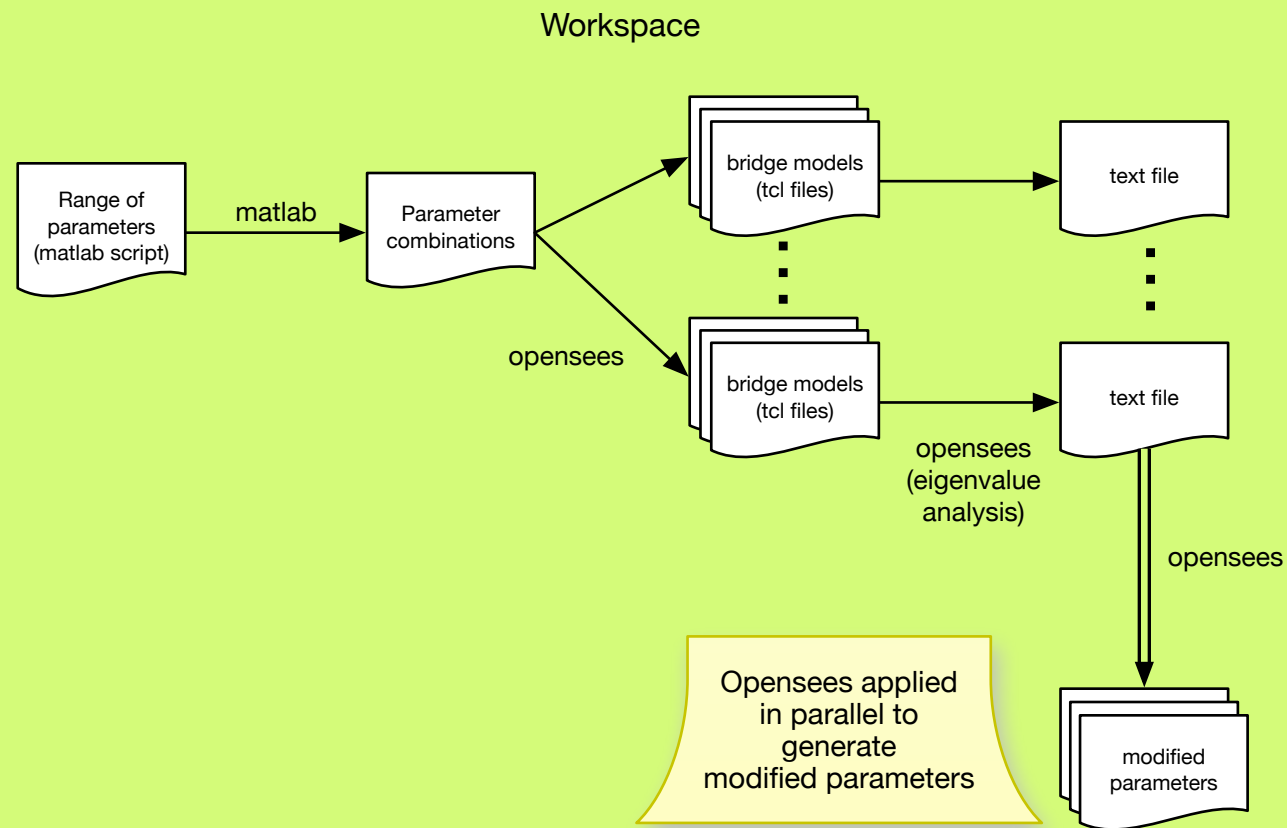 Workspace
Range of
parameters
(matlab script)
matlab
Parameter
combinations
bridge models
(tcl files)
text file
opensees
bridge models
(tcl files)
text file
opensees
(eigenvalue
analysis)
opensees
Opensees applied
in parallel to
generate
modified parameters
modified
parameters